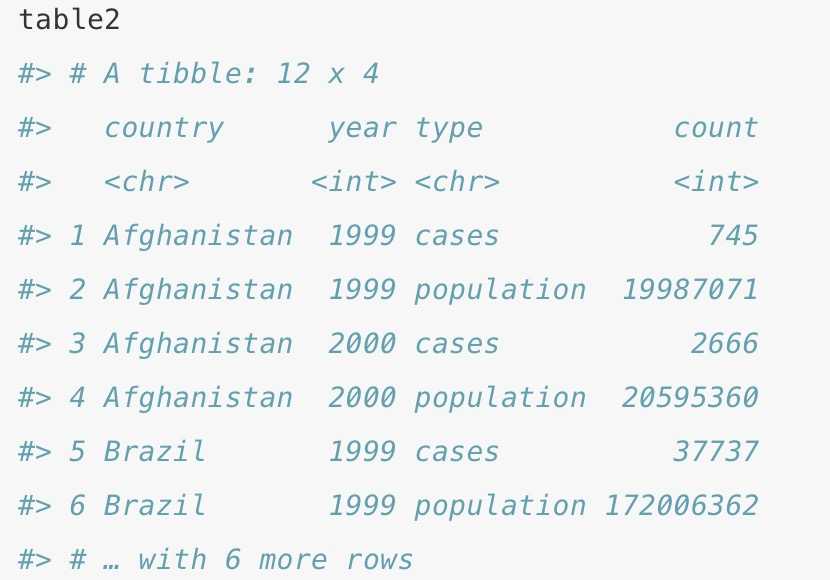 table2
#> # A tibble: 12 x 4
#>   country      year type           count
#>   <chr>       <int> <chr>          <int>
#> 1 Afghanistan  1999 cases            745
#> 2 Afghanistan  1999 population  19987071
#> 3 Afghanistan  2000 cases           2666
#> 4 Afghanistan  2000 population  20595360
#> 5 Brazil       1999 cases          37737
#> 6 Brazil       1999 population 172006362
#> # … with 6 more rows